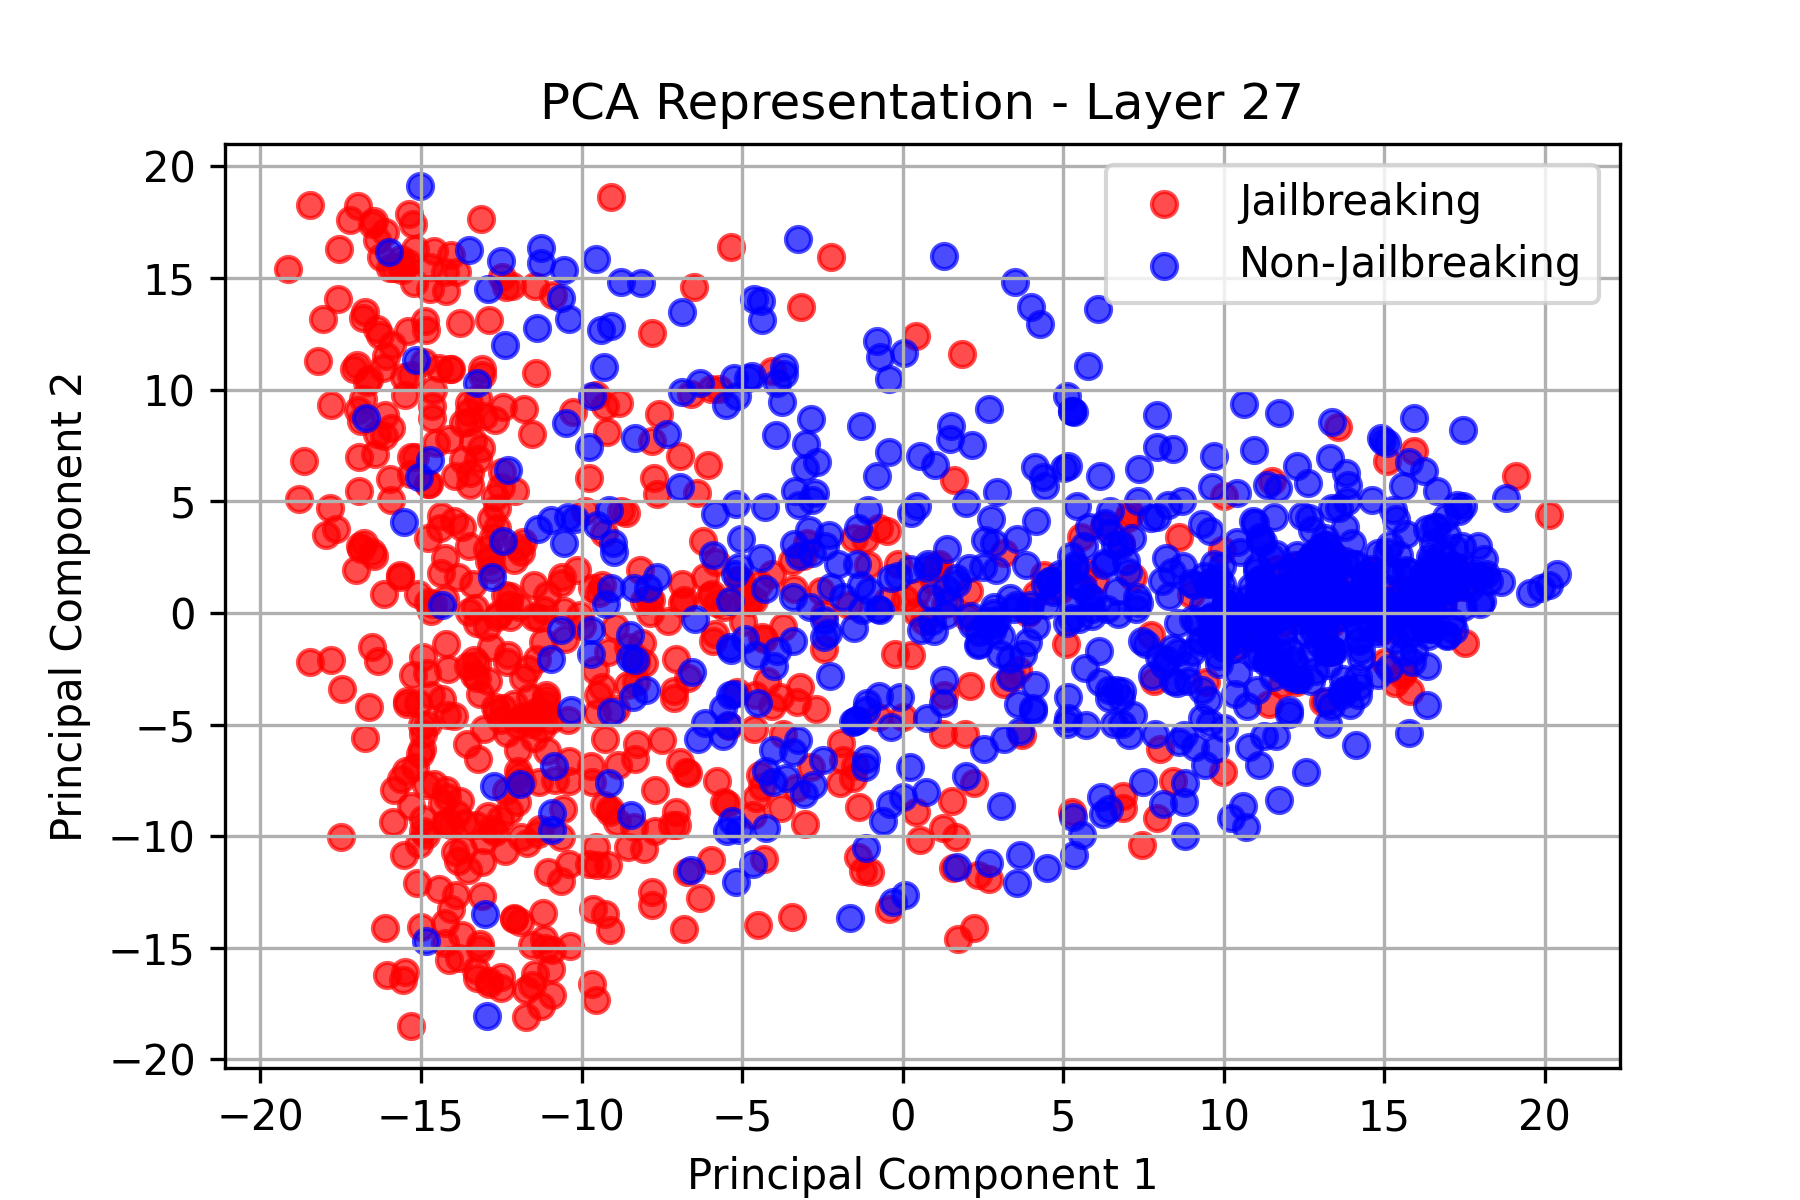 PCA Representation - Layer 27
Jailbreaking
Non-Jailbreaking
Principal Component 2
20
15
10
5
0
−5
−10
−15
−20
−20 −15 −10 −5 0 5 10 15 20
Principal Component 1